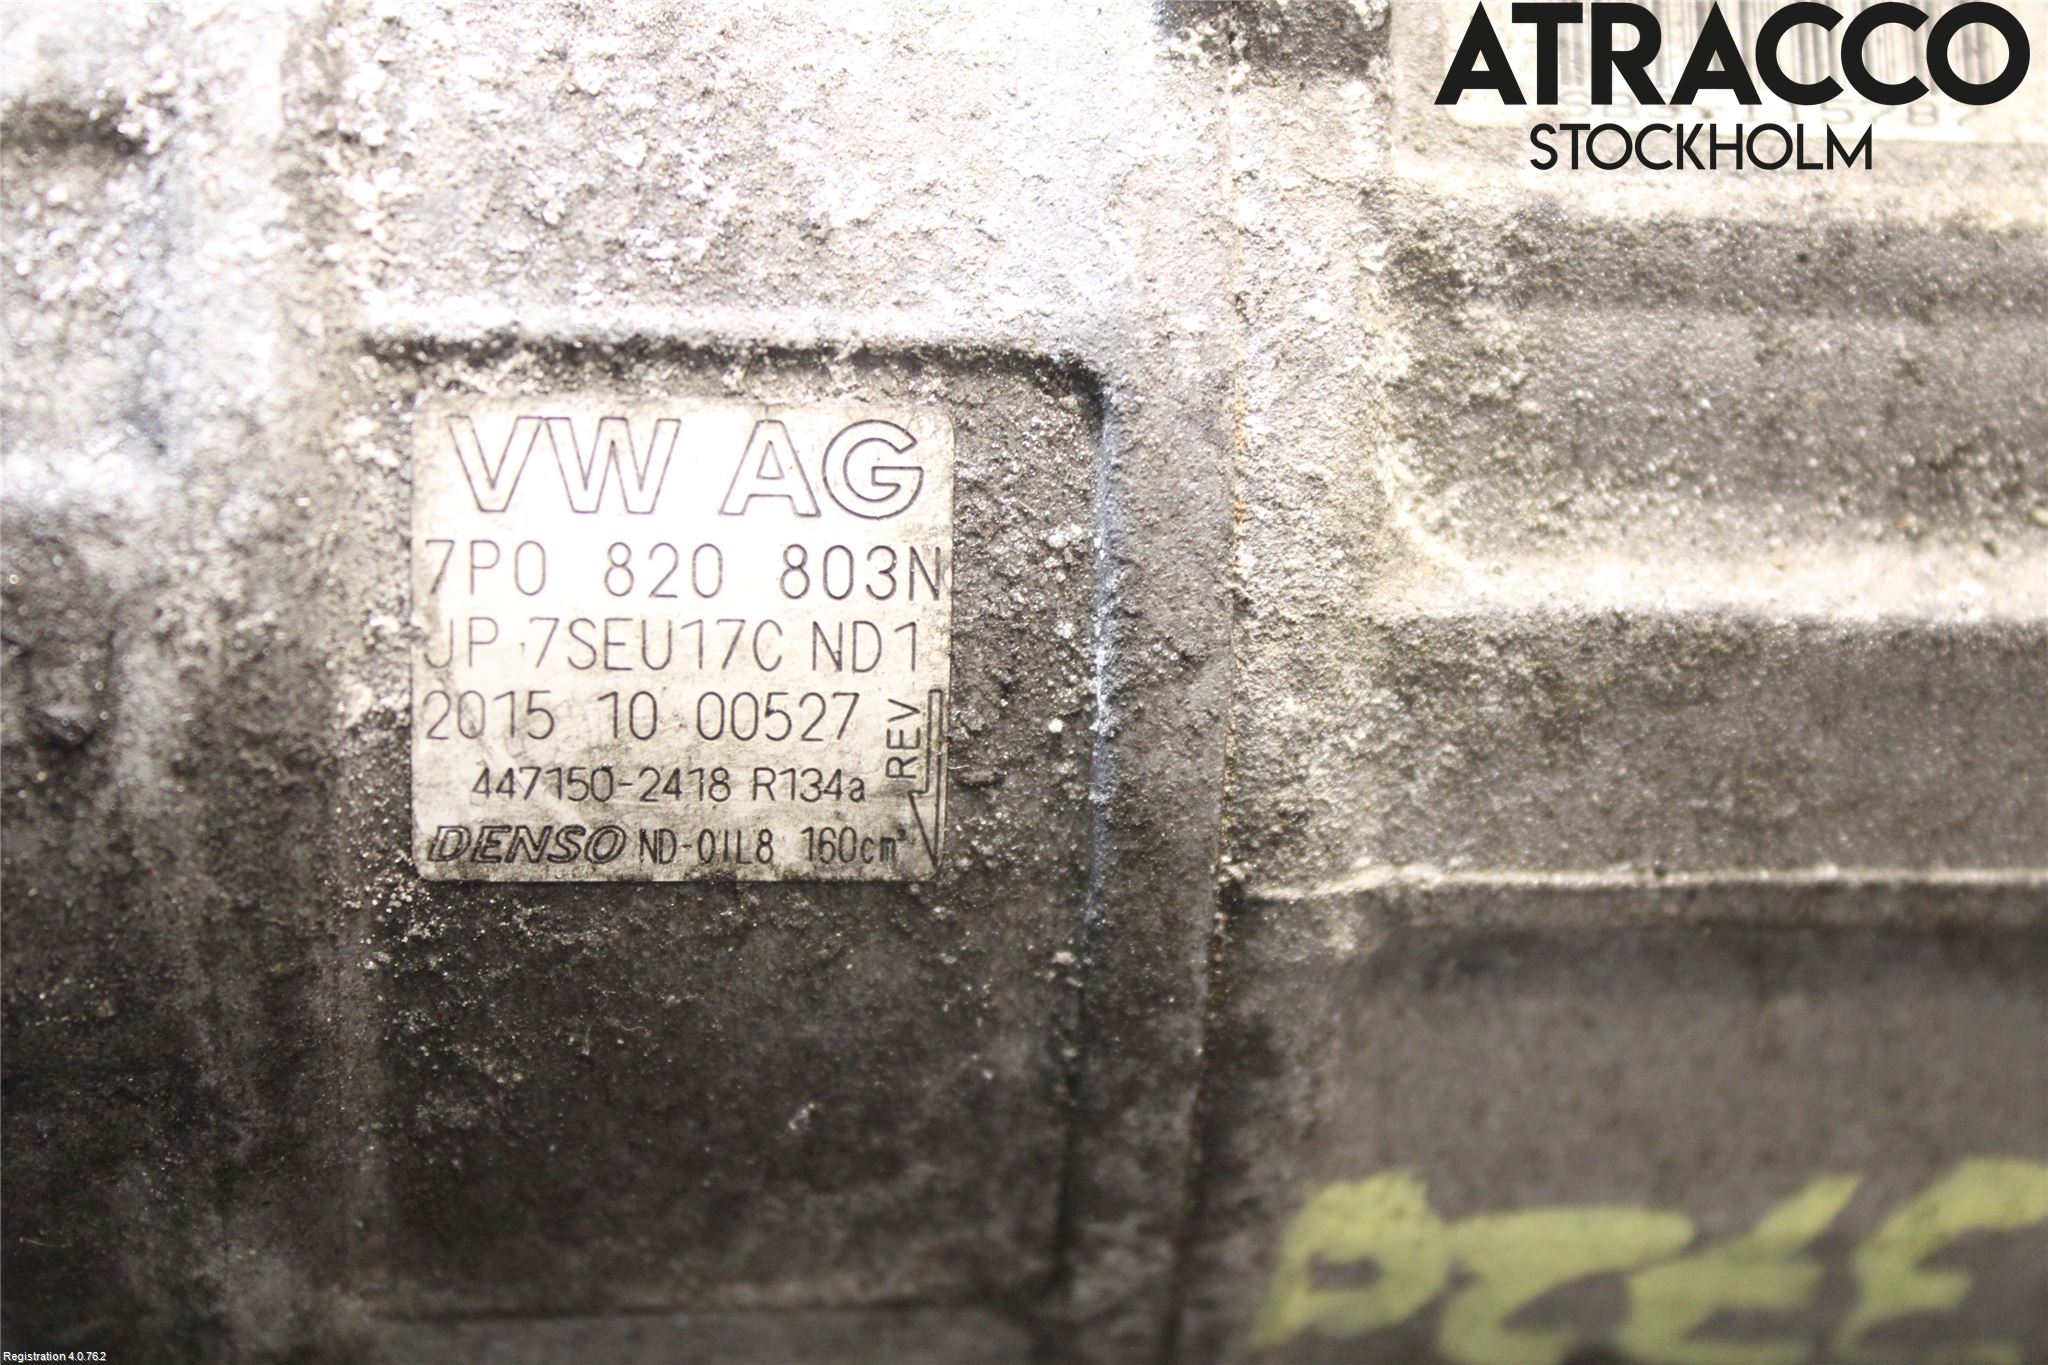 ATRACCO
STOCKHOLM
VW AG
7P0 820 803N
JP 7SEU17C ND1
2015 10 00527
REV
447150-2418 R134a
DENSO ND-OIL8 160cm³
Registration 4.0.76.2